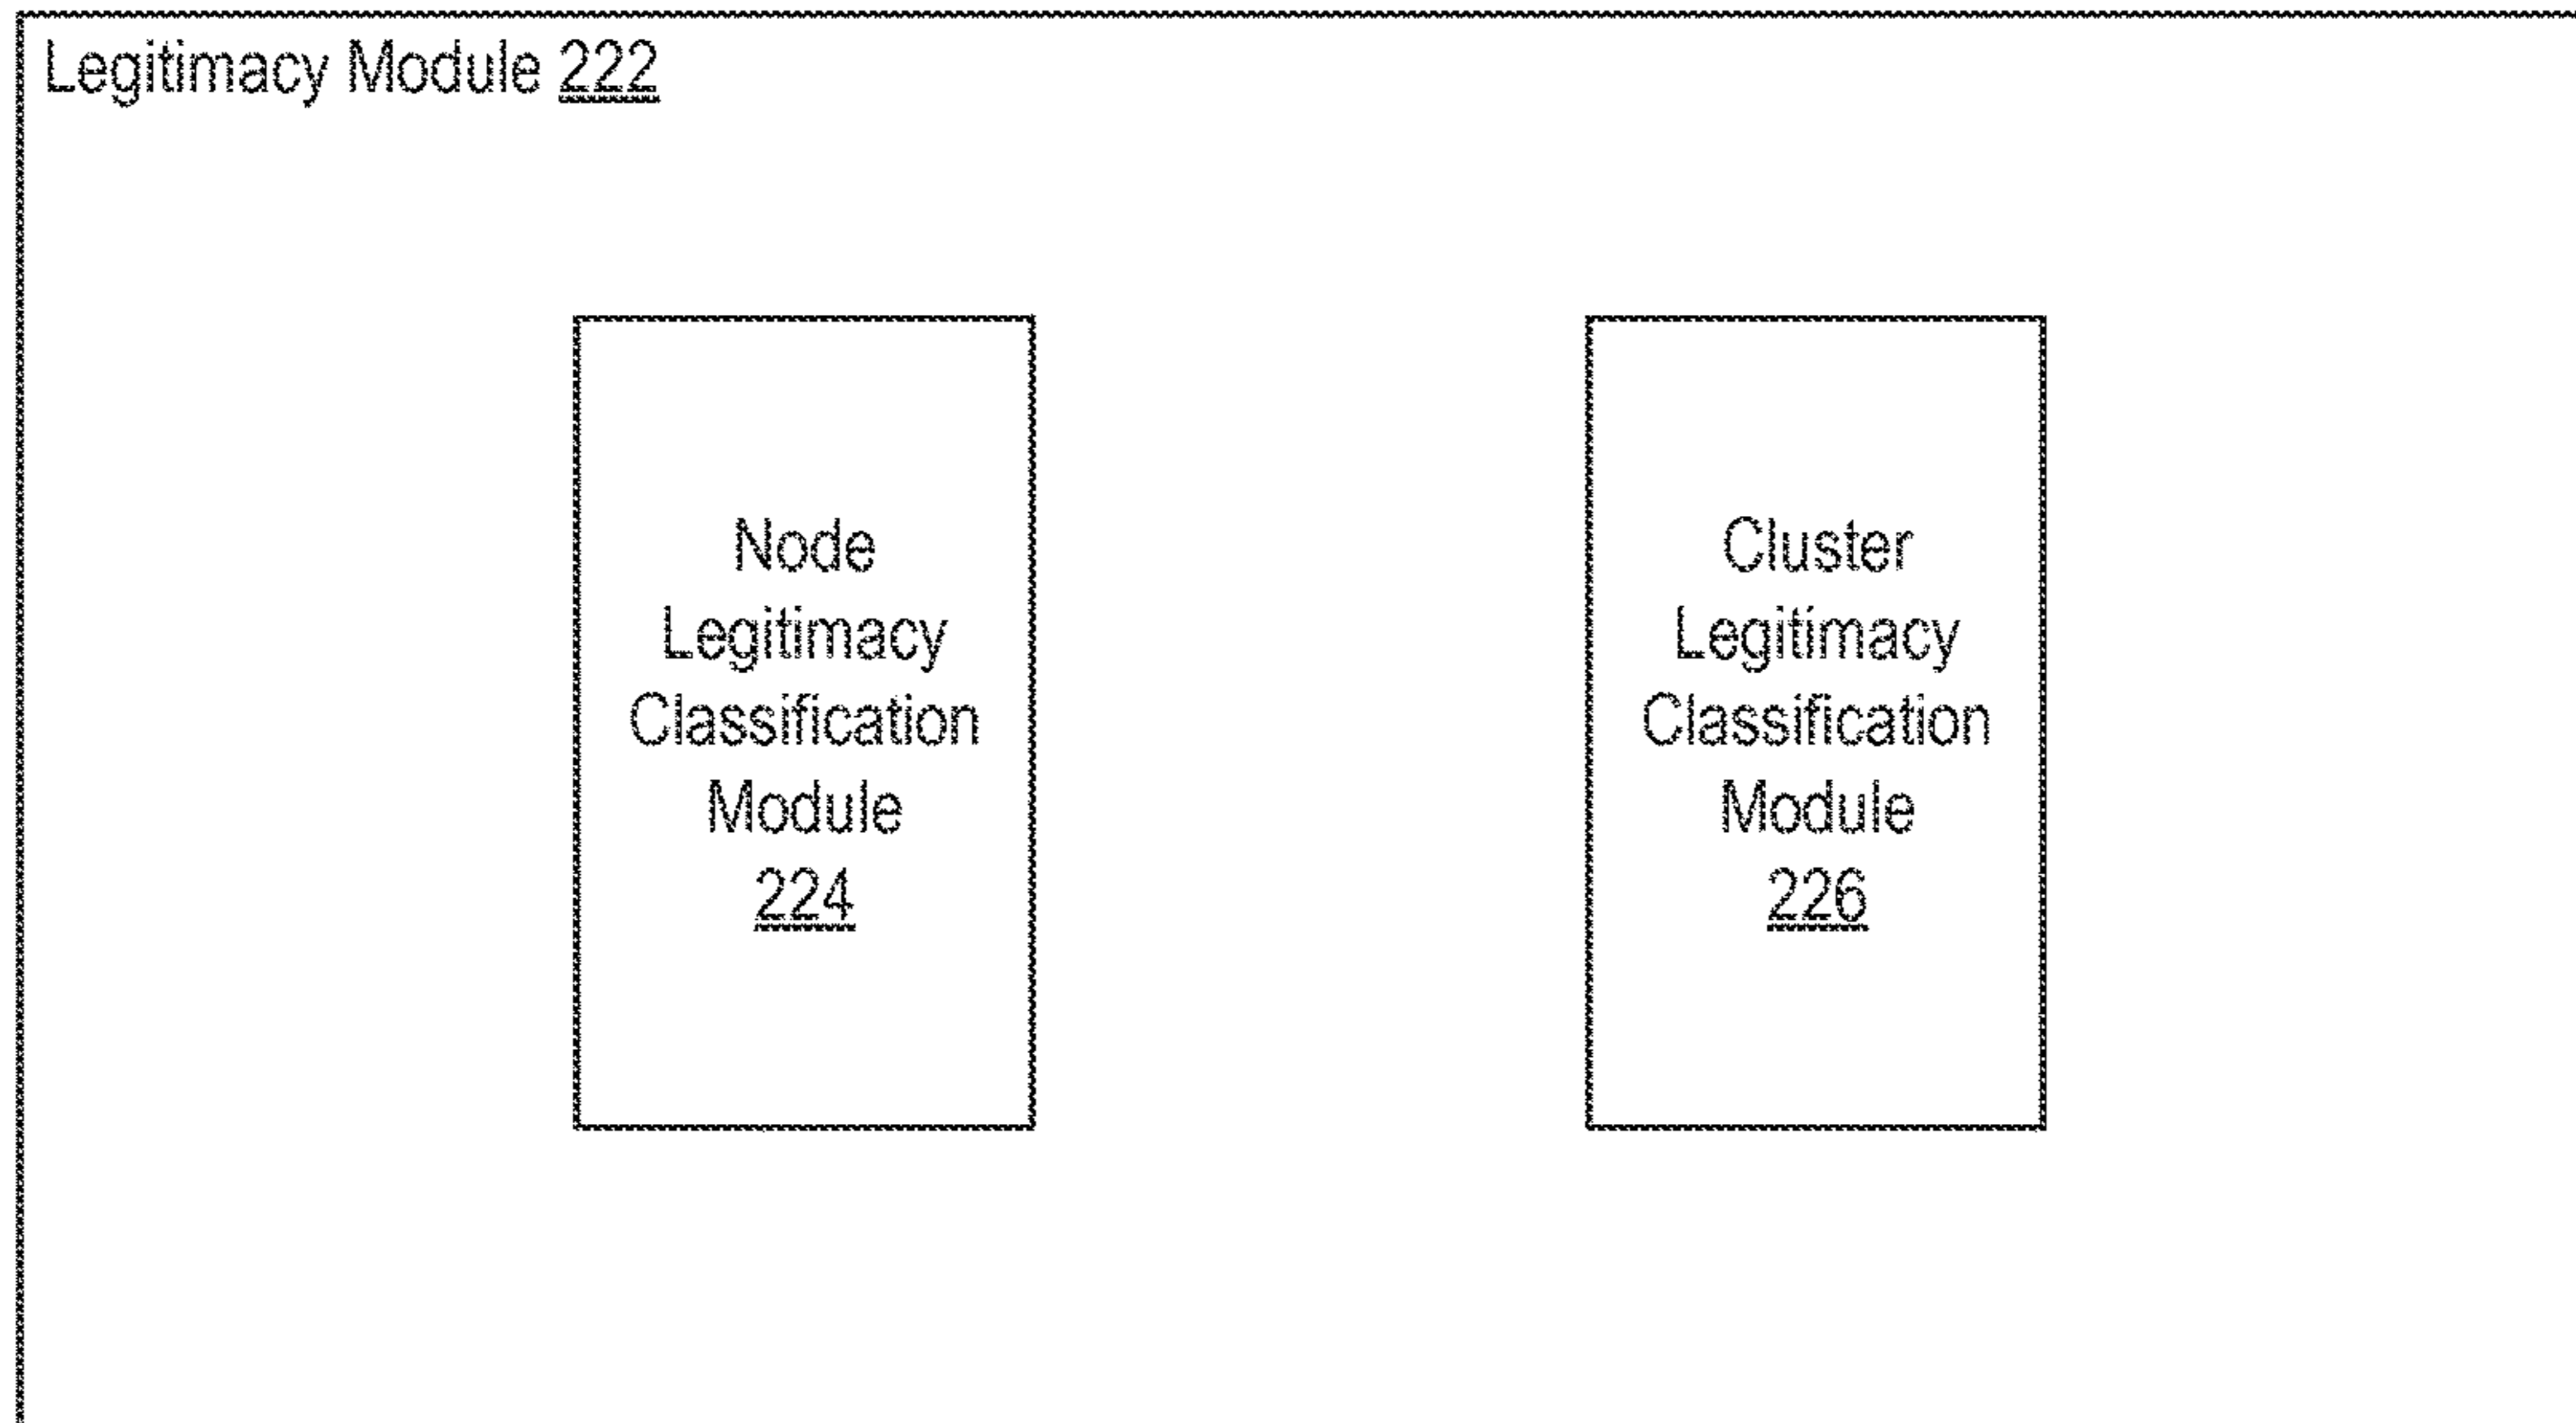 Legitimacy Module 222
Node
Legitimacy
Classification
Module
224
Cluster
Legitimacy
Classification
Module
226